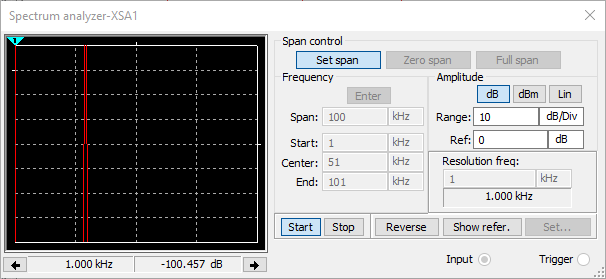 Spectrum analyzer-XSA1
1
Span control
Set span Zero span Full span
Frequency
Enter
Span: 100 kHz
Start: 1 kHz
Center: 51 kHz
End: 101 kHz
Amplitude
dB dBm Lin
Range: 10 dB/Div
Ref: 0 dB
Resolution freq:
1 kHz
1.000 kHz
Start Stop Reverse Show refer. Set...
1.000 kHz -100.457 dB
Input Trigger